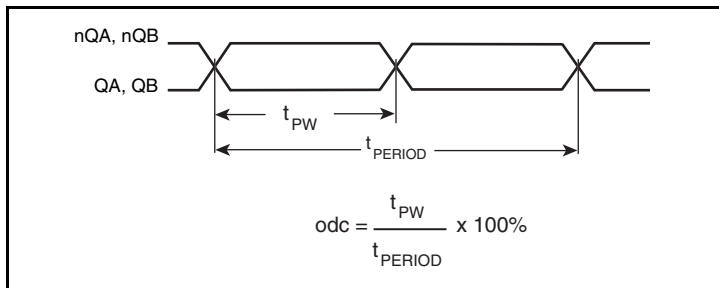 nQA, nQB
QA, QB
tPW
tPERIOD
odc = tPW / tPERIOD x 100%